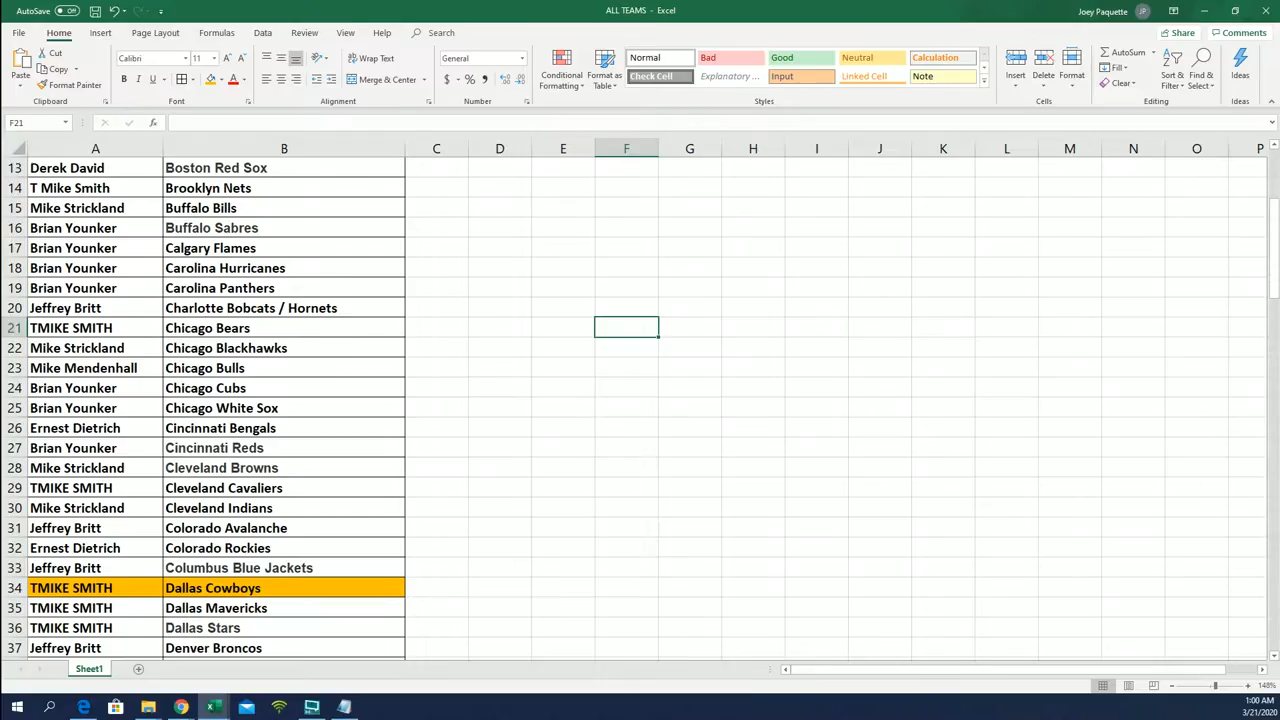 AutoSave Off ALL TEAMS - Excel Joey Paquette JP
File Home Insert Page Layout Formulas Data Review View Help Search Share Comments
Paste Cut Copy Format Painter Clipboard
Calibri 11 B I U Font
Wrap Text Merge & Center Alignment
General $ % , Number
Conditional Formatting Format as Table
Normal Bad Good Neutral Calculation
Check Cell Explanatory ... Input Linked Cell Note
Styles
Insert Delete Format Cells
AutoSum Fill Clear Sort & Filter Find & Select Editing
Ideas Ideas
F21 fx
A B C D E F G H I J K L M N O P
13 Derek David Boston Red Sox
14 T Mike Smith Brooklyn Nets
15 Mike Strickland Buffalo Bills
16 Brian Younker Buffalo Sabres
17 Brian Younker Calgary Flames
18 Brian Younker Carolina Hurricanes
19 Brian Younker Carolina Panthers
20 Jeffrey Britt Charlotte Bobcats / Hornets
21 TMIKE SMITH Chicago Bears
22 Mike Strickland Chicago Blackhawks
23 Mike Mendenhall Chicago Bulls
24 Brian Younker Chicago Cubs
25 Brian Younker Chicago White Sox
26 Ernest Dietrich Cincinnati Bengals
27 Brian Younker Cincinnati Reds
28 Mike Strickland Cleveland Browns
29 TMIKE SMITH Cleveland Cavaliers
30 Mike Strickland Cleveland Indians
31 Jeffrey Britt Colorado Avalanche
32 Ernest Dietrich Colorado Rockies
33 Jeffrey Britt Columbus Blue Jackets
34 TMIKE SMITH Dallas Cowboys
35 TMIKE SMITH Dallas Mavericks
36 TMIKE SMITH Dallas Stars
37 Jeffrey Britt Denver Broncos
Sheet1
148%
1:00 AM
3/21/2020